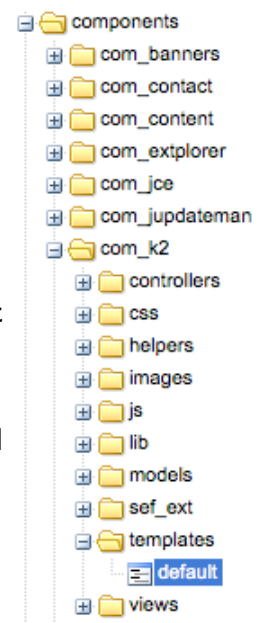 components
com_banners
com_contact
com_content
com_extplorer
com_jce
com_jupdateman
com_k2
controllers
css
helpers
images
js
lib
models
sef_ext
templates
default
views